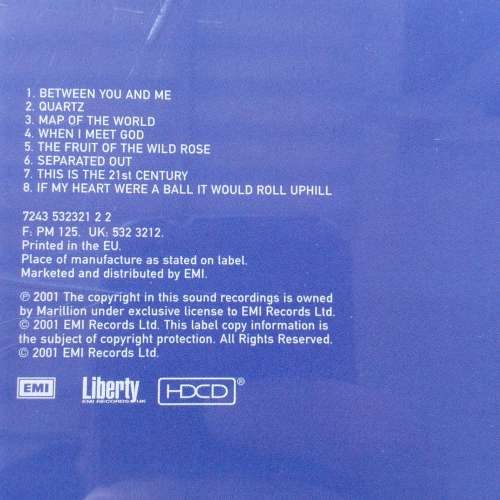 1. BETWEEN YOU AND ME
2. QUARTZ
3. MAP OF THE WORLD
4. WHEN I MEET GOD
5. THE FRUIT OF THE WILD ROSE
6. SEPARATED OUT
7. THIS IS THE 21st CENTURY
8. IF MY HEART WERE A BALL IT WOULD ROLL UPHILL
7243 532321 2 2
F: PM 125. UK: 532 3212.
Printed in the EU.
Place of manufacture as stated on label.
Marketed and distributed by EMI.
℗ 2001 The copyright in this sound recordings is owned
by Marillion under exclusive license to EMI Records Ltd.
© 2001 EMI Records Ltd. This label copy information is
the subject of copyright protection. All Rights Reserved.
© 2001 EMI Records Ltd.
EMI Liberty HDCD®
EMI RECORDS UK